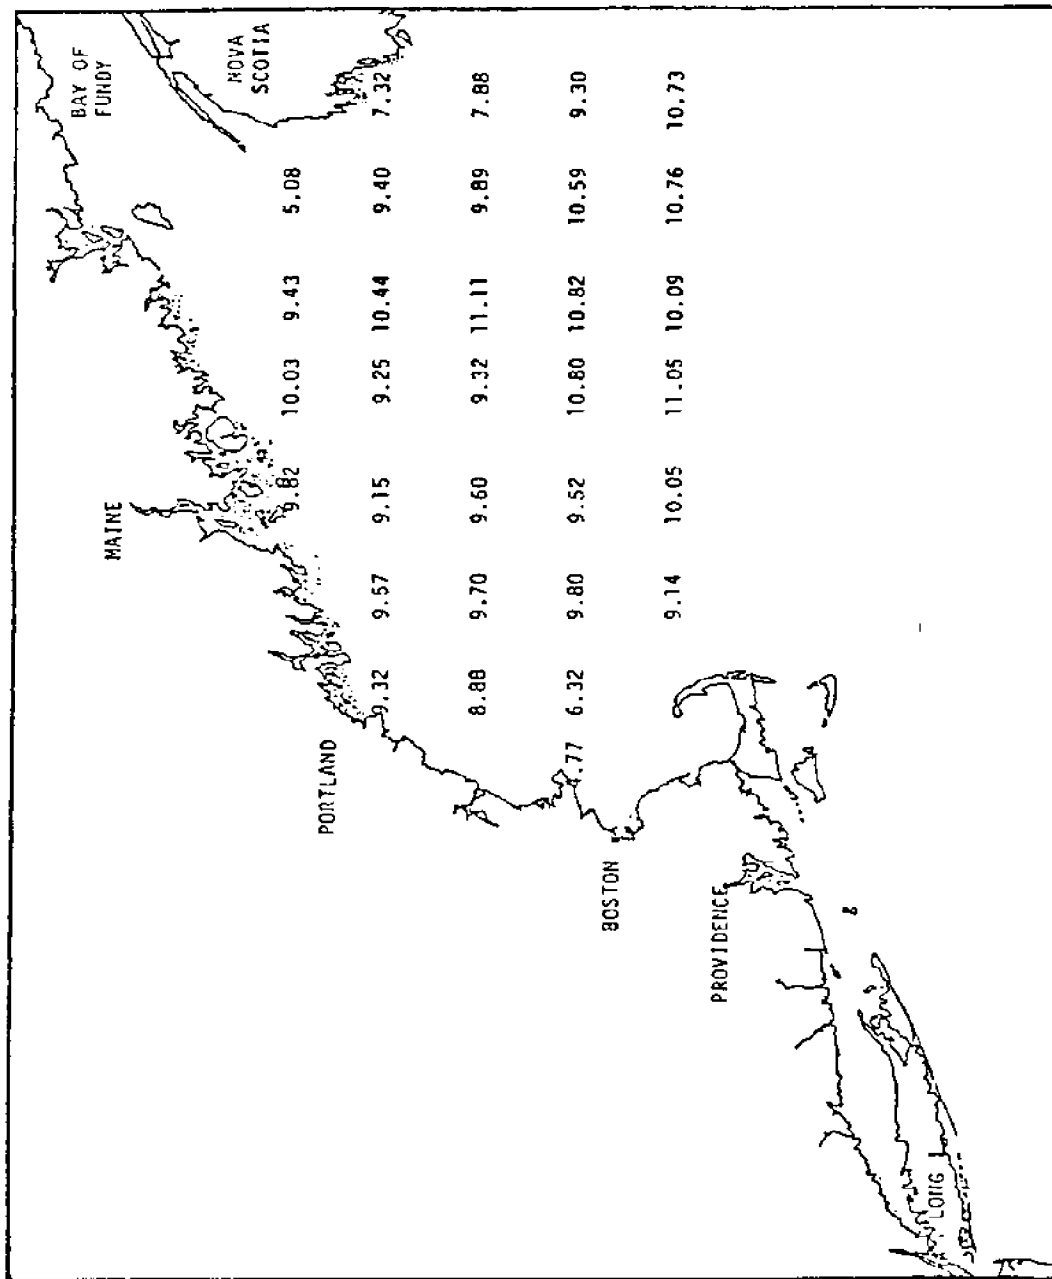 BAY OF
FUNDY
MAINE
NOVA
SCOTIA
9.82 10.03 9.43 5.08
PORTLAND
9.32 9.57 9.15 9.25 10.44 9.40 7.32
8.88 9.70 9.60 9.32 11.11 9.89 7.88
.77 6.32 9.80 9.52 10.80 10.82 10.59 9.30
BOSTON
9.14 10.05 11.05 10.09 10.76 10.73
PROVIDENCE
LONG I